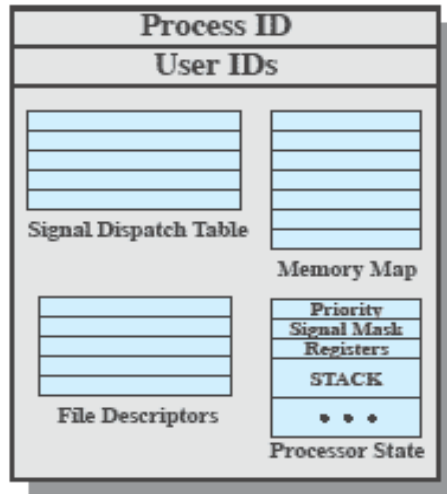 Process ID
User IDs
Signal Dispatch Table
Memory Map
File Descriptors
Priority
Signal Mask
Registers
STACK
• • •
Processor State